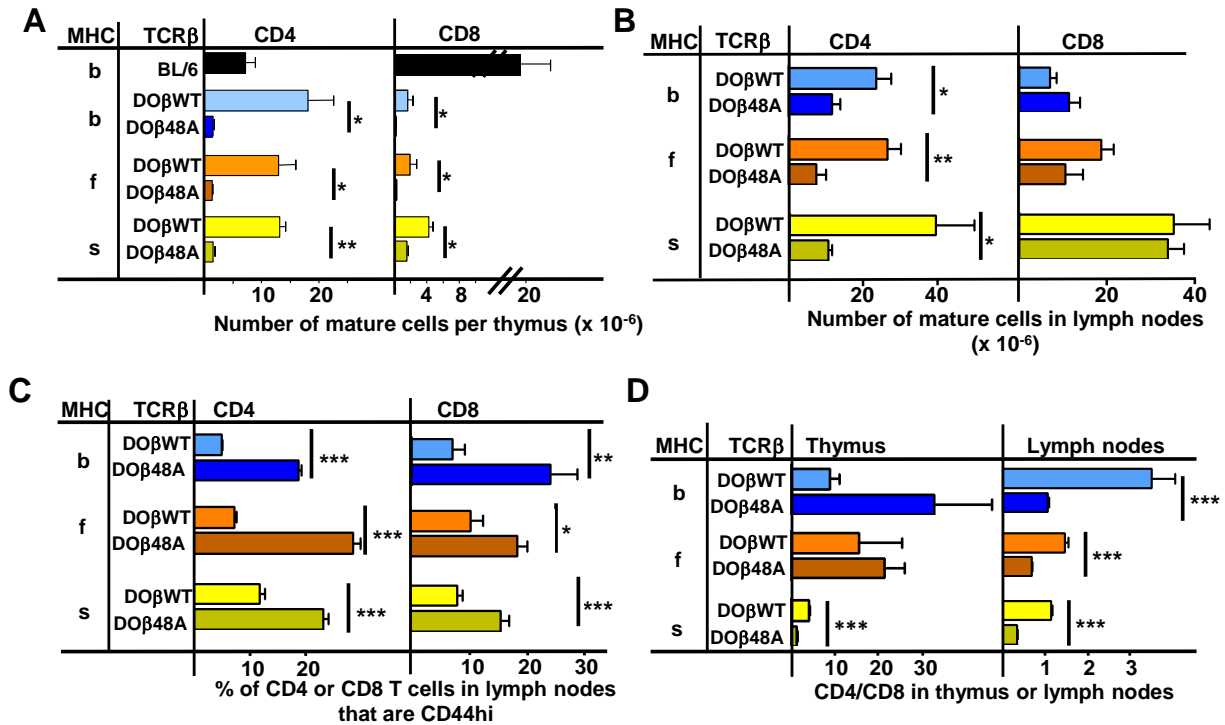 A
MHC TCRβ CD4 CD8
b BL/6
b DOβWT
DOβ48A
* *
f DOβWT
DOβ48A
* *
s DOβWT
DOβ48A
** *
10 20 4 8 20
Number of mature cells per thymus (x 10-6)
B
MHC TCRβ CD4 CD8
b DOβWT
DOβ48A
*
f DOβWT
DOβ48A
**
s DOβWT
DOβ48A
*
20 40 20 40
Number of mature cells in lymph nodes
(x 10-6)
C
MHC TCRβ CD4 CD8
b DOβWT
DOβ48A
*** **
f DOβWT
DOβ48A
*** *
s DOβWT
DOβ48A
*** ***
10 20 10 20 30
% of CD4 or CD8 T cells in lymph nodes
that are CD44hi
D
MHC TCRβ Thymus Lymph nodes
b DOβWT
DOβ48A
***
f DOβWT
DOβ48A
***
s DOβWT
DOβ48A
*** ***
10 20 30 1 2 3
CD4/CD8 in thymus or lymph nodes